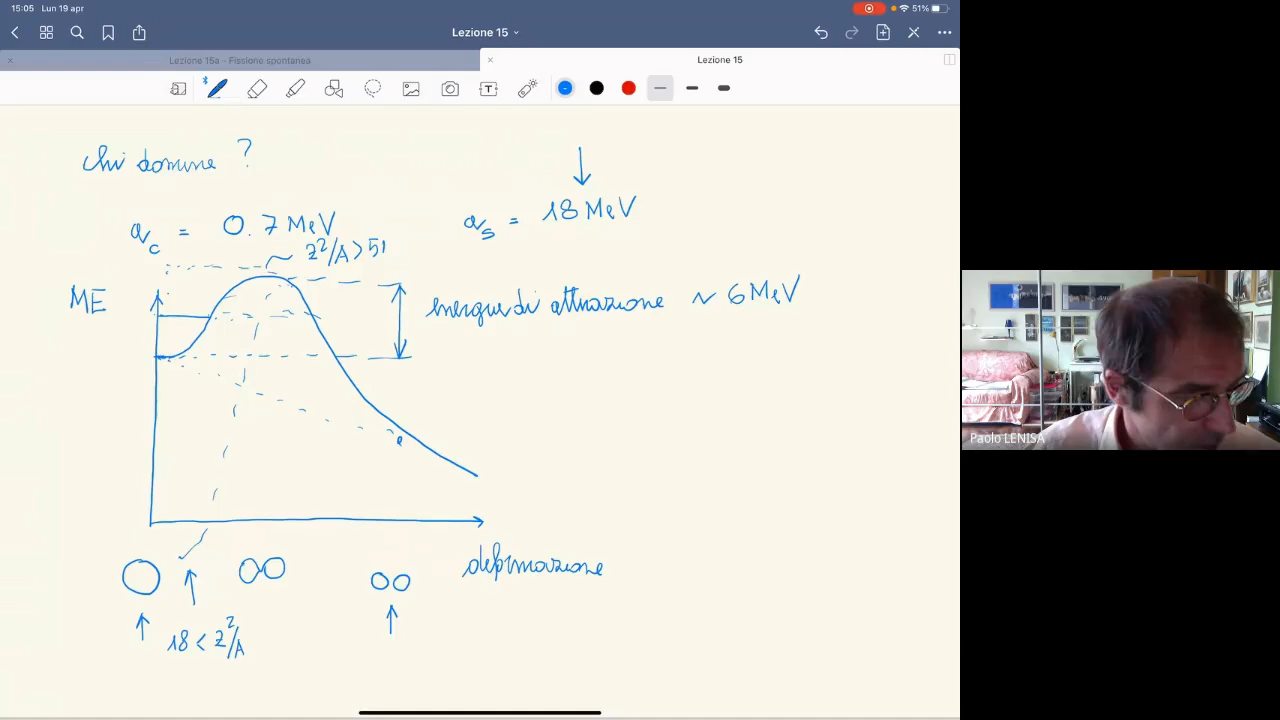 15:05 Lun 19 apr
51%
Lezione 15
Lezione 15a - Fissione spontanea
Lezione 15
Chi domina ?
a_c = 0.7 MeV
a_s = 18 MeV
Z²/A > 51
ME
energia di attivazione ~ 6 MeV
deformazione
18 < Z²/A
Paolo LENISA